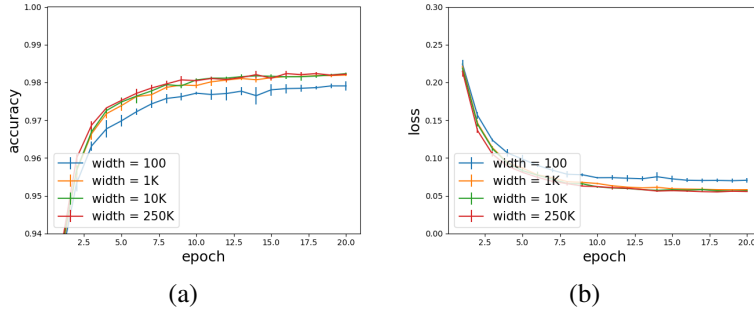 1.00
0.99
0.98
0.97
0.96
0.95
0.94
accuracy
width = 100
width = 1K
width = 10K
width = 250K
2.5 5.0 7.5 10.0 12.5 15.0 17.5 20.0
epoch
(a)
0.30
0.25
0.20
0.15
0.10
0.05
0.00
loss
width = 100
width = 1K
width = 10K
width = 250K
2.5 5.0 7.5 10.0 12.5 15.0 17.5 20.0
epoch
(b)